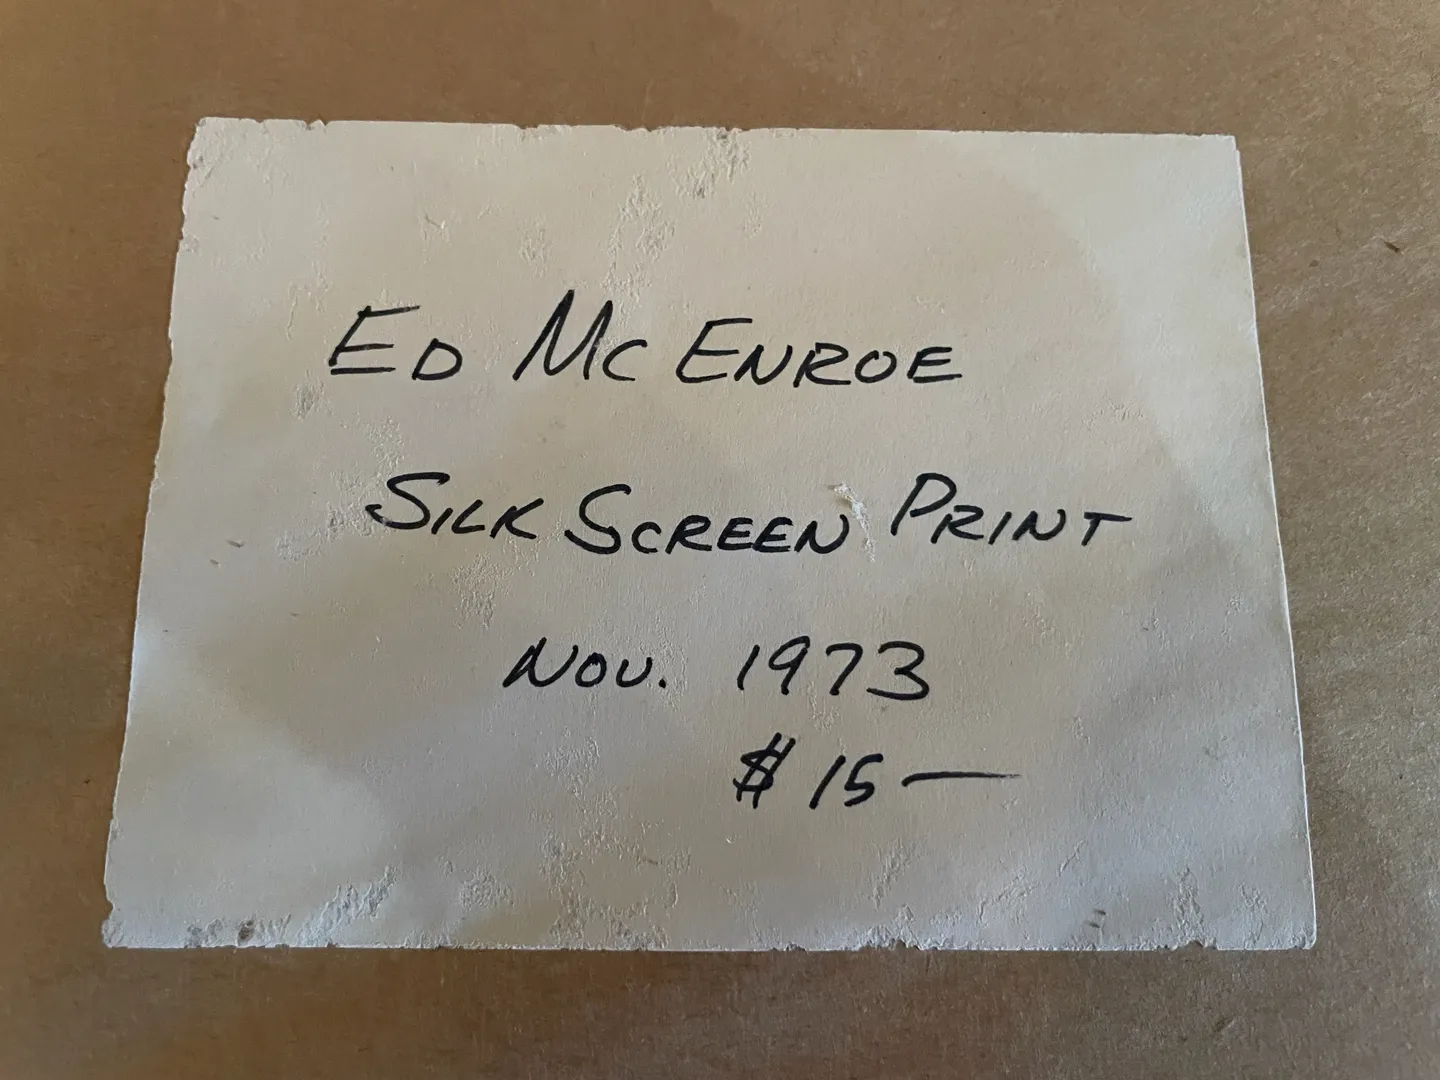 ED MC ENROE
SILK SCREEN PRINT
NOV. 1973
$15—